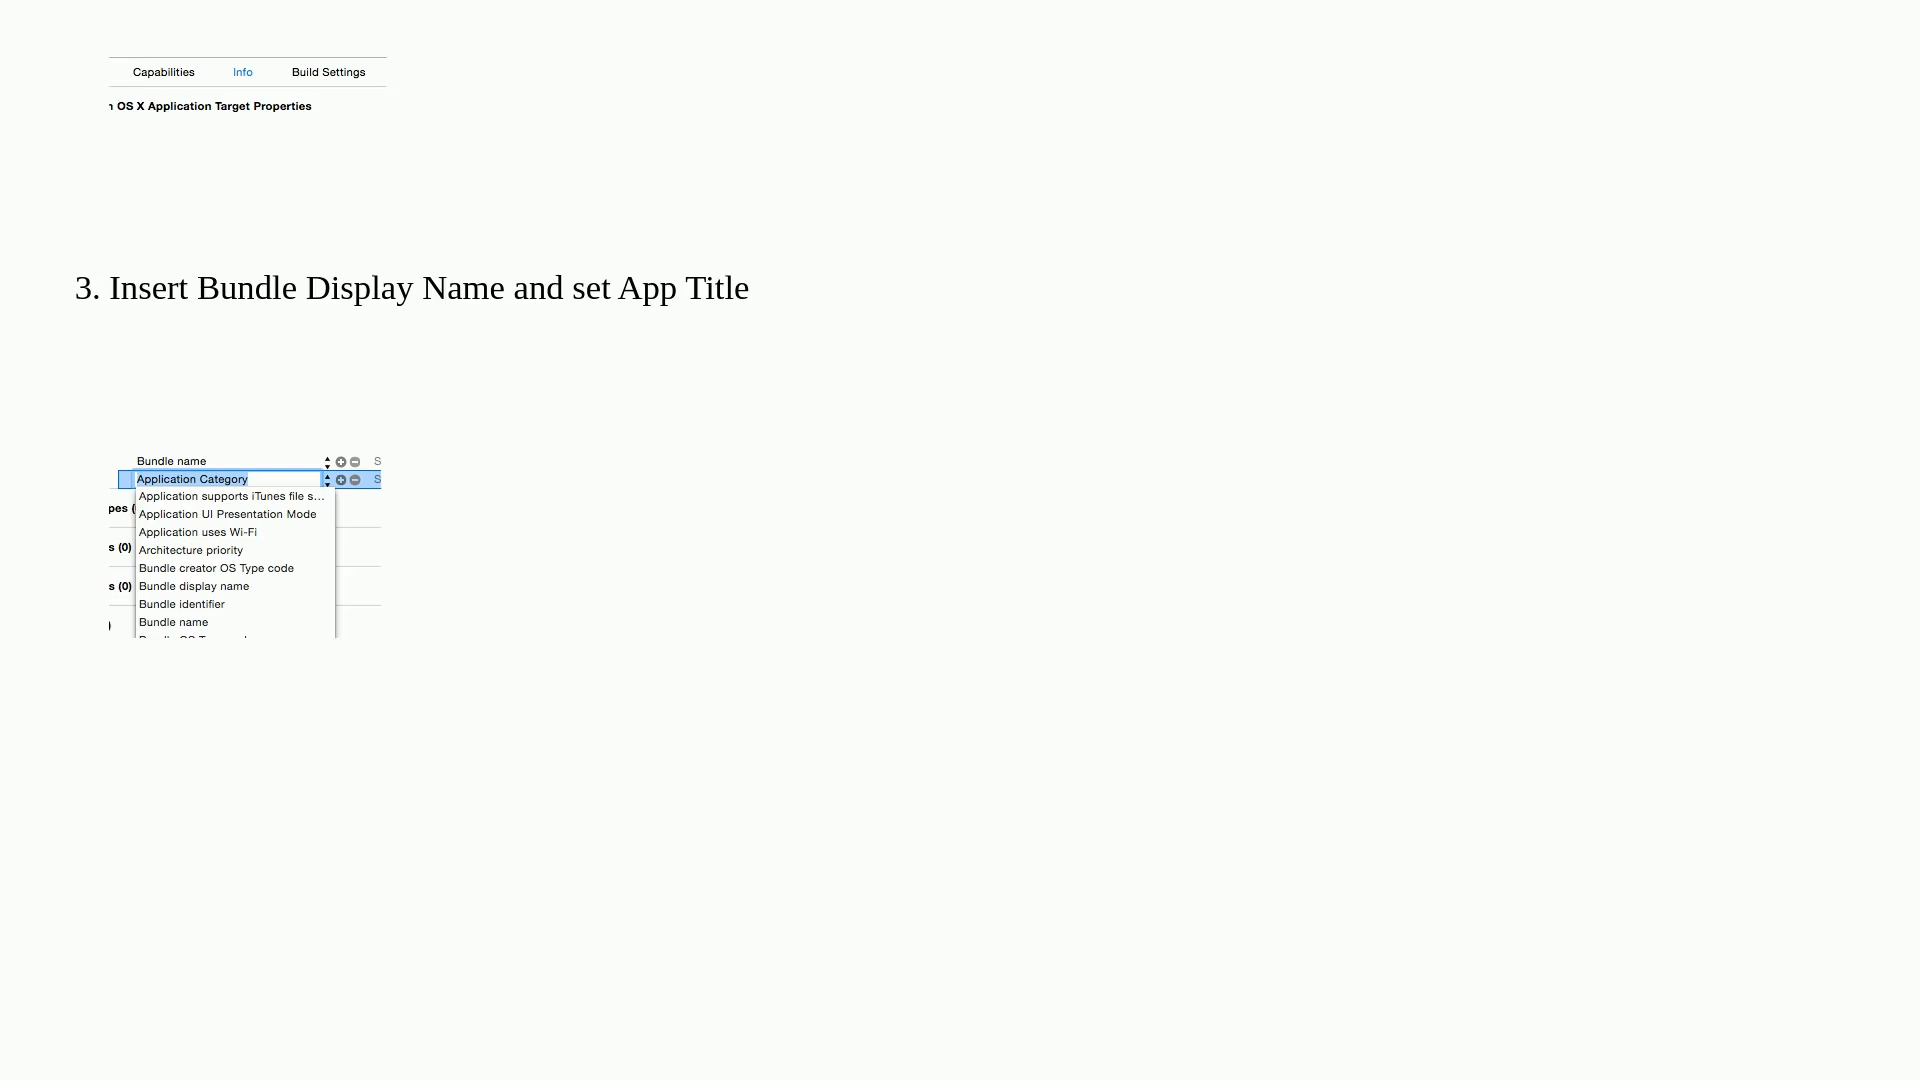 Capabilities Info Build Settings
OS X Application Target Properties
3. Insert Bundle Display Name and set App Title
Bundle name S
Application Category S
Application supports iTunes file s...
pes ( Application UI Presentation Mode
Application uses Wi-Fi
s (0) Architecture priority
Bundle creator OS Type code
s (0) Bundle display name
Bundle identifier
) Bundle name